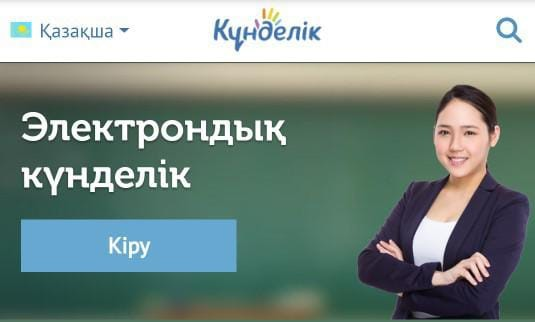 Қазақша
Күнделік
Электрондық
күнделік
Кіру